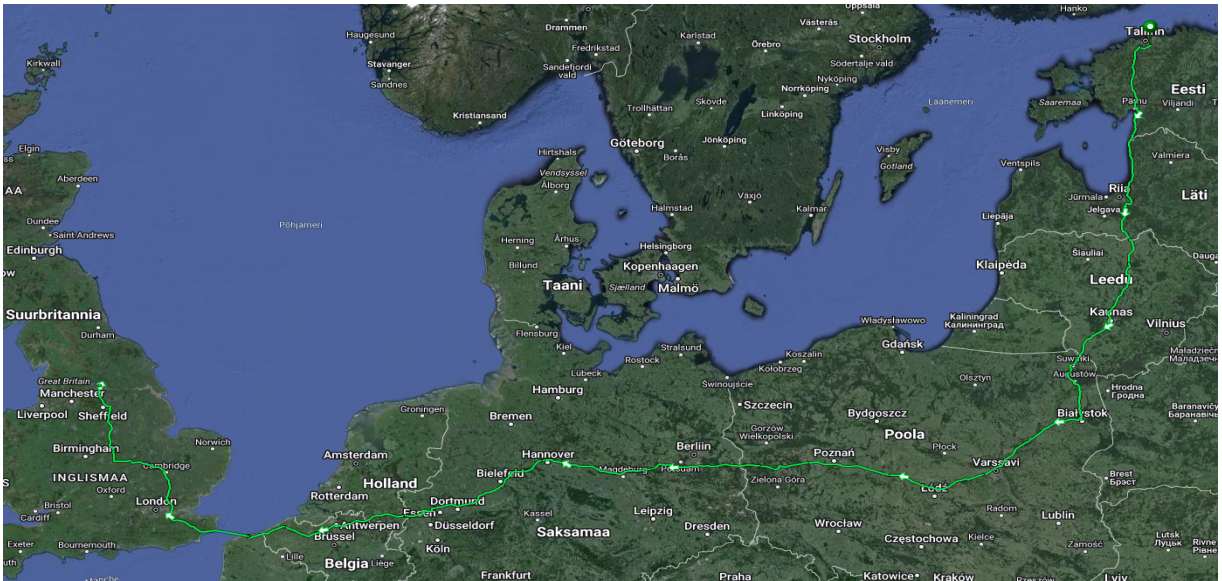 Kirkwall
Haugesund
Stavanger
Sandnes
Kristiansand
Drammen
Fredrikstad
Sandefjordi
vald
Karlstad
Trollhättan
Skövde
Västerås
Örebro
Stockholm
Södertälje vald
Nyköping
Norrköping
Linköping
Göteborg
Borås
Jönköping
Växjö
Halmstad
Kalmar
Visby
Gotland
Läänemeri
Hanko
Tallinn
Saaremaa
Pärnu
Eesti
Viljandi
Valmiera
Ventspils
Riia
Jūrmala
Jelgava
Läti
Liepāja
Šiauliai
Klaipėda
Leedu
Kaunas
Vilnius
Elgin
Aberdeen
Dundee
Saint Andrews
Edinburgh
Põhjameri
Hirtshals
Vendsyssel
Ålborg
Herning
Århus
Billund
Taani
Helsingborg
Kopenhaagen
Sjælland
Malmö
Suurbritannia
Durham
Great Britain
Manchester
Liverpool
Sheffield
Birmingham
Norwich
Cambridge
INGLISMAA
Oxford
London
Cardiff
Bristol
Exeter
Bournemouth
Flensburg
Kiel
Lübeck
Hamburg
Rostock
Stralsund
Świnoujście
Koszalin
Kołobrzeg
Władysławowo
Gdańsk
Kaliningrad
Калининград
Suwałki
Augustów
Hrodna
Гродна
Białystok
Olsztyn
Szczecin
Bydgoszcz
Gorzów
Wielkopolski
Poola
Płock
Varssavi
Brest
Брэст
Groningen
Bremen
Amsterdam
Holland
Rotterdam
Hannover
Bielefeld
Magdeburg
Potsdam
Berliin
Poznań
Zielona Góra
Łódź
Radom
Lublin
Essen
Dortmund
Düsseldorf
Köln
Kassel
Leipzig
Dresden
Saksamaa
Wrocław
Częstochowa
Kielce
Zamość
Antwerpen
Brüssel
Lille
Belgia
Liège
Frankfurt
Praha
Katowice
Kraków
Rzeszów
Lutsk
Луцьк
Rivne
Рівне
Lviv